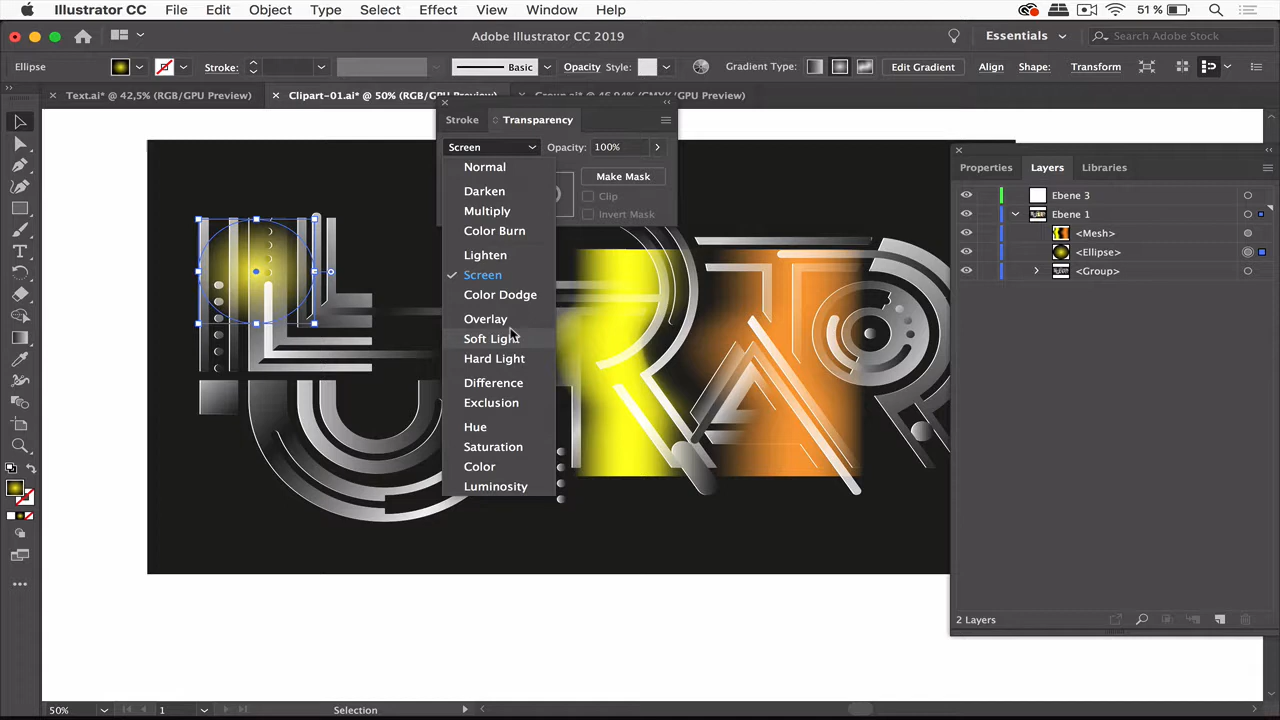 Illustrator CC File Edit Object Type Select Effect View Window Help 51 %
Adobe Illustrator CC 2019 Essentials Search Adobe Stock
Ellipse Stroke: Basic Opacity Style: Gradient Type: Edit Gradient Align Shape: Transform
Text.ai* @ 42,5% (RGB/GPU Preview) Clipart-01.ai* @ 50% (RGB/GPU Preview) Group.ai* @ 46,94% (CMYK/GPU Preview)
Stroke Transparency
Screen Opacity: 100%
Normal
Make Mask
Darken
Clip
Multiply
Invert Mask
Color Burn
Lighten
Screen
Color Dodge
Overlay
Soft Light
Hard Light
Difference
Exclusion
Hue
Saturation
Color
Luminosity
Properties Layers Libraries
Ebene 3
Ebene 1
<Mesh>
<Ellipse>
<Group>
2 Layers
50% 1 Selection